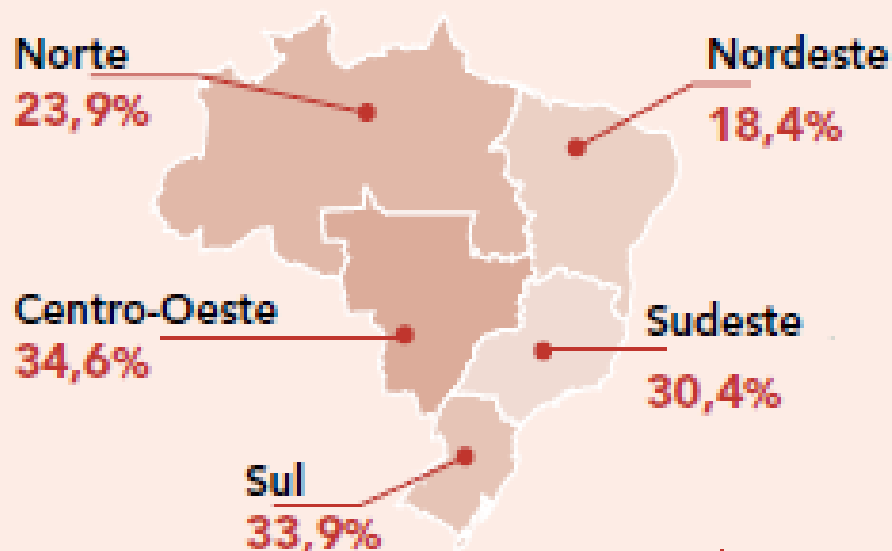 Norte
23,9%
Nordeste
18,4%
Centro-Oeste
34,6%
Sudeste
30,4%
Sul
33,9%